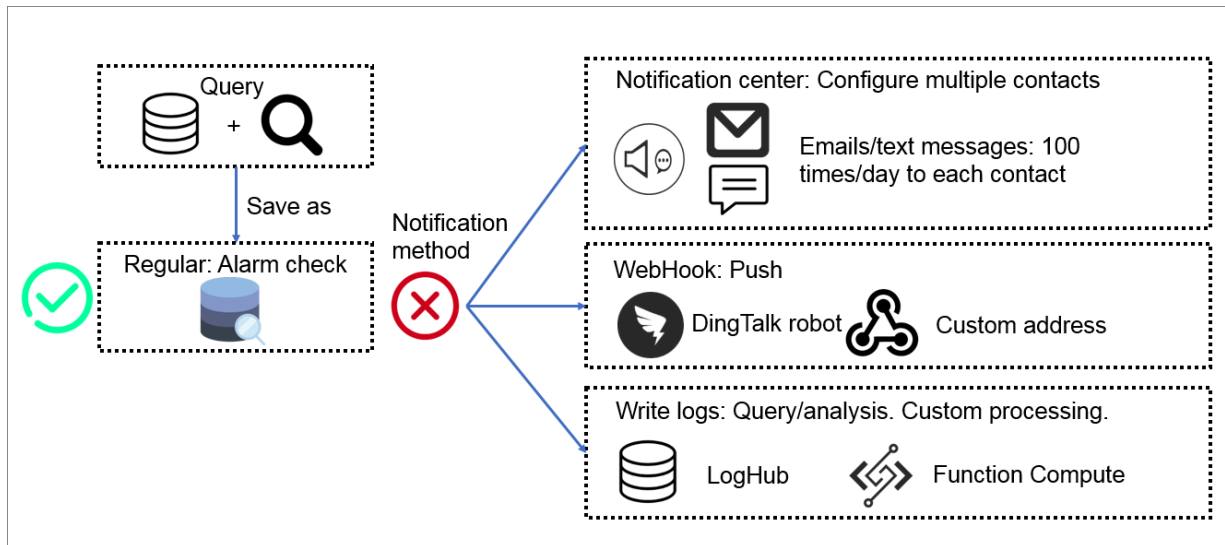 Query
+
Save as
Regular: Alarm check
Notification
method
Notification center: Configure multiple contacts
Emails/text messages: 100
times/day to each contact
WebHook: Push
DingTalk robot
Custom address
Write logs: Query/analysis. Custom processing.
LogHub
Function Compute